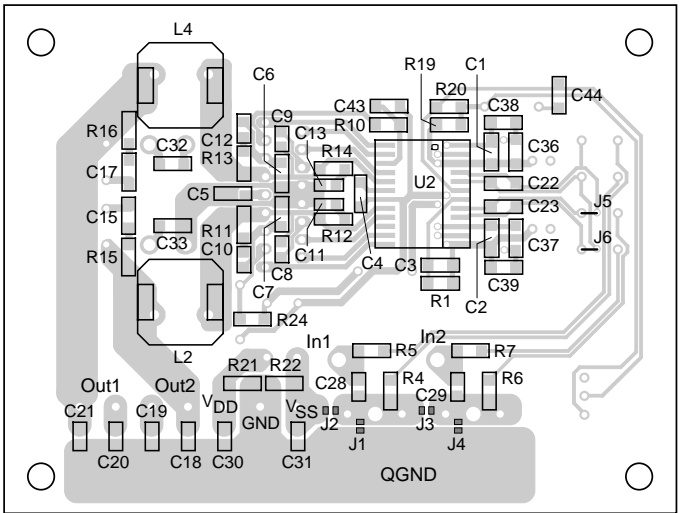 L4
C6
R19
C1
R20
C44
C43
C38
R16
C12
C9
C13
R10
C32
R13
R14
C36
C17
U2
C22
C5
C23
J5
C15
R11
R12
C37
J6
C33
C10
C11
C4
C3
R15
C8
C39
C7
R1
C2
R24
L2
In1
In2
R5
R7
R21
R22
C28
R4
C29
R6
Out1
Out2
VDD
VSS
GND
C21
C19
J2
J3
J1
J4
C20
C18
C30
C31
QGND